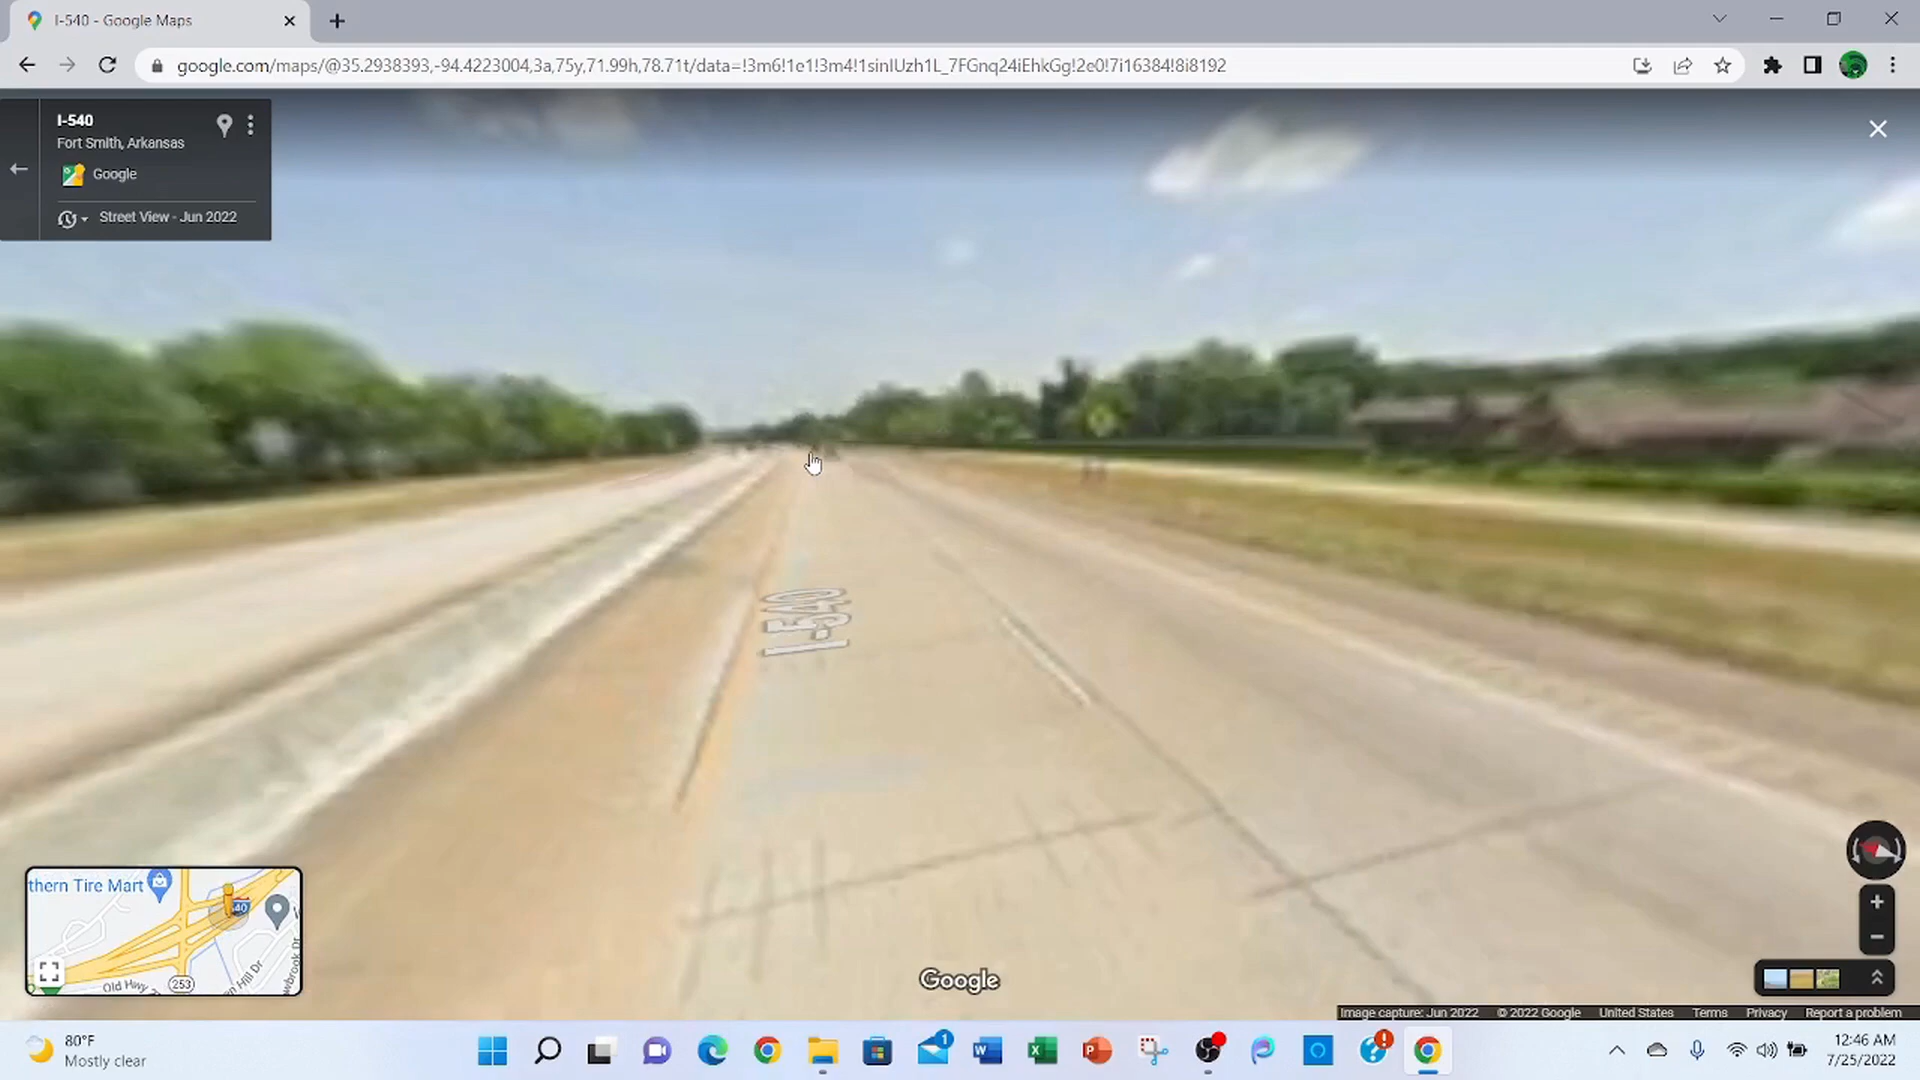 I-540 - Google Maps
google.com/maps/@35.2938393,-94.4223004,3a,75y,71.99h,78.71t/data=!3m6!1e1!3m4!1sinIUzh1L_7FGnq24iEhkGg!2e0!7i16384!8i8192
I-540
Fort Smith, Arkansas
Google
Street View - Jun 2022
I-540
thern Tire Mart
40
Old Hwy
253
n Hill Dr
wbrook Dr
Google
Image capture: Jun 2022 © 2022 Google United States Terms Privacy Report a problem
80°F
Mostly clear
1
12:46 AM
7/25/2022